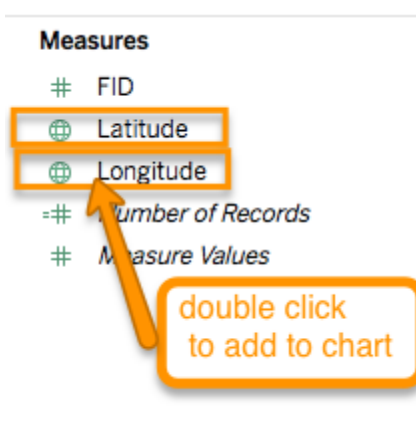 Measures
# FID
Latitude
Longitude
=# Number of Records
# Measure Values
double click
to add to chart